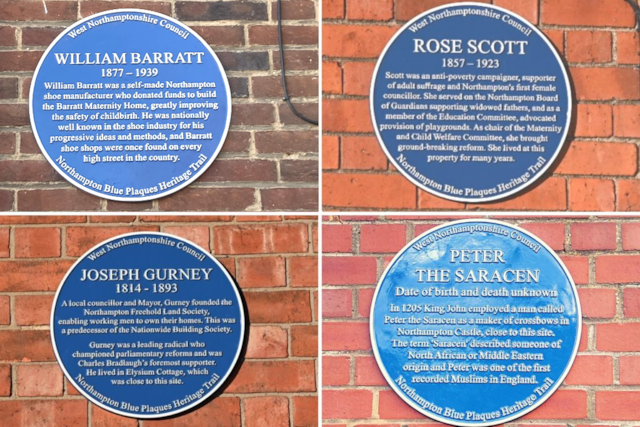 West Northamptonshire Council
WILLIAM BARRATT
1877 – 1939
William Barratt was a self-made Northampton
shoe manufacturer who donated funds to build
the Barratt Maternity Home, greatly improving
the safety of childbirth. He was nationally
well known in the shoe industry for his
progressive ideas and methods, and Barratt
shoe shops were once found on every
high street in the country.
Northampton Blue Plaques Heritage Trail
West Northamptonshire Council
ROSE SCOTT
1857 – 1923
Scott was an anti-poverty campaigner, supporter
of adult suffrage and Northampton's first female
councillor. She served on the Northampton Board
of Guardians supporting widowed fathers, and as a
member of the Education Committee, advocated
provision of playgrounds. As chair of the Maternity
and Child Welfare Committee, she brought
ground-breaking reform. She lived at this
property for many years.
Northampton Blue Plaques Heritage Trail
West Northamptonshire Council
JOSEPH GURNEY
1814 - 1893
A local councillor and Mayor, Gurney founded the
Northampton Freehold Land Society,
enabling working men to own their homes. This was
a predecessor of the Nationwide Building Society.
Gurney was a leading radical who
championed parliamentary reforms and was
Charles Bradlaugh's foremost supporter.
He lived in Elysium Cottage, which
was close to this site.
Northampton Blue Plaques Heritage Trail
West Northamptonshire Council
PETER
THE SARACEN
Date of birth and death unknown
In 1205 King John employed a man called
Peter the Saracen as a maker of crossbows in
Northampton Castle, close to this site.
The term 'Saracen' described someone of
North African or Middle Eastern
origin and Peter was one of the first
recorded Muslims in England.
Northampton Blue Plaques Heritage Trail